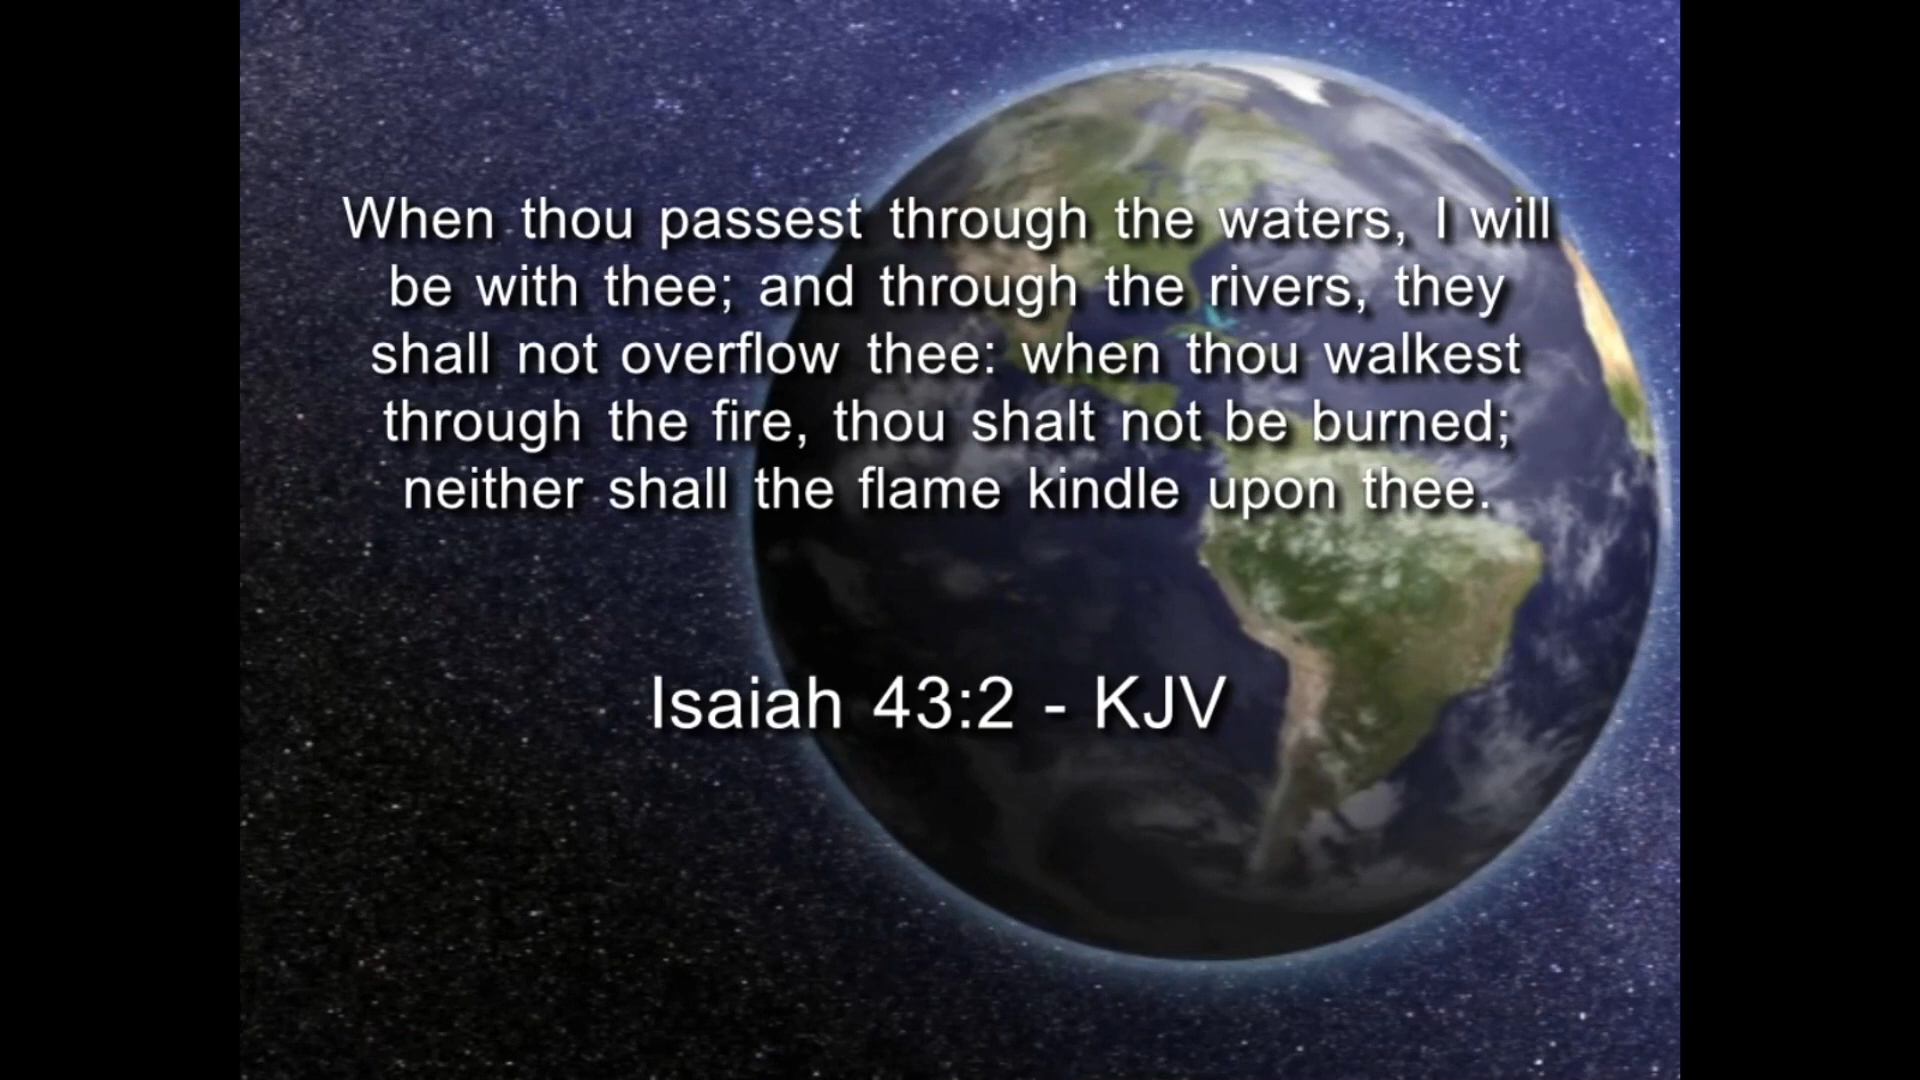 When thou passest through the waters, I will
be with thee; and through the rivers, they
shall not overflow thee: when thou walkest
through the fire, thou shalt not be burned;
neither shall the flame kindle upon thee.
Isaiah 43:2 - KJV